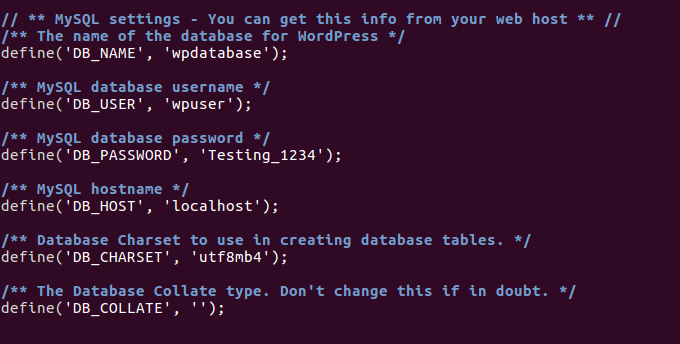 // ** MySQL settings - You can get this info from your web host ** //
/** The name of the database for WordPress */
define('DB_NAME', 'wpdatabase');
/** MySQL database username */
define('DB_USER', 'wpuser');
/** MySQL database password */
define('DB_PASSWORD', 'Testing_1234');
/** MySQL hostname */
define('DB_HOST', 'localhost');
/** Database Charset to use in creating database tables. */
define('DB_CHARSET', 'utf8mb4');
/** The Database Collate type. Don't change this if in doubt. */
define('DB_COLLATE', '');